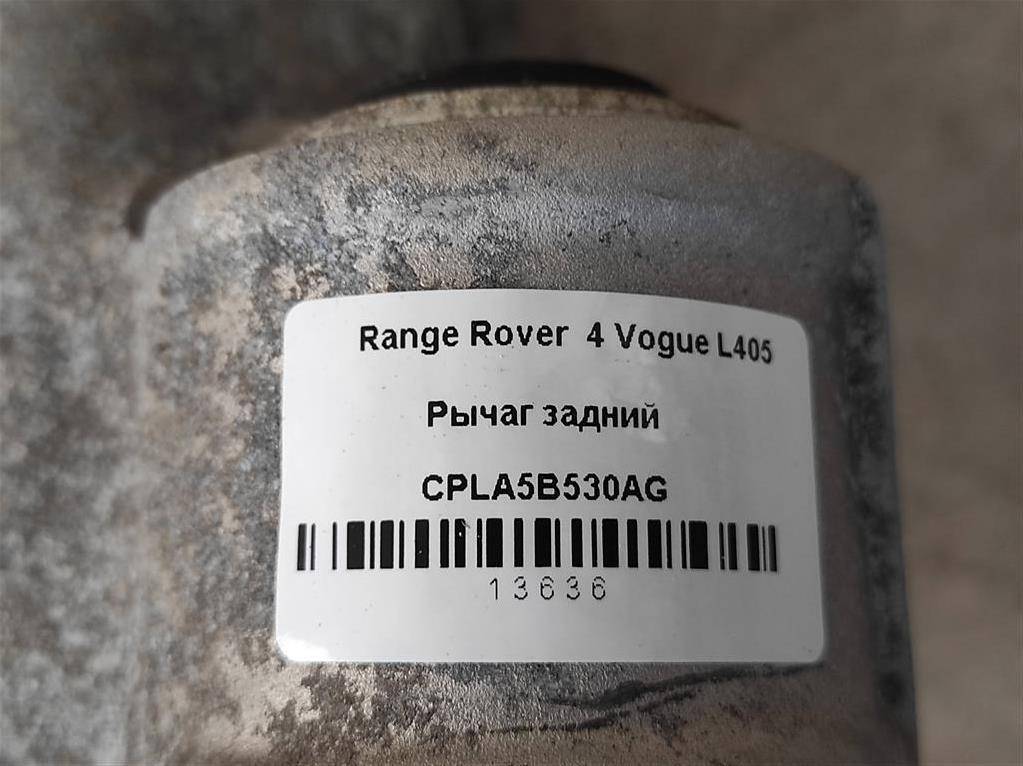 Range Rover 4 Vogue L405
Рычаг задний
CPLA5B530AG
13636